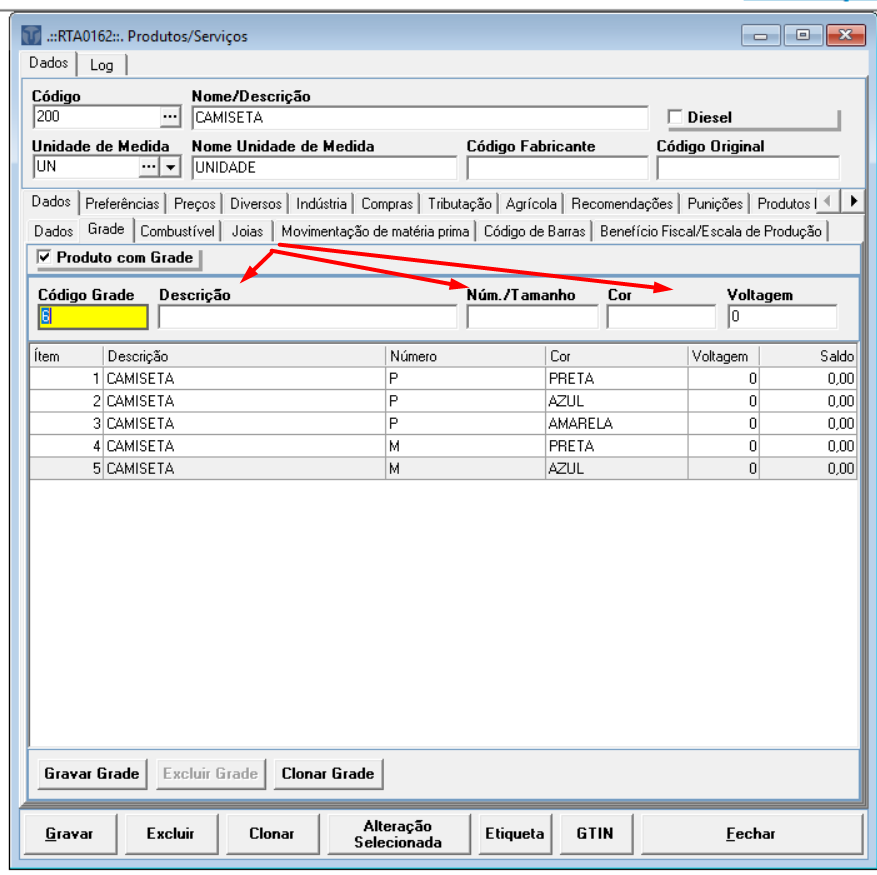 .::RTA0162::. Produtos/Serviços
Dados Log
Código Nome/Descrição
200 ... CAMISETA Diesel
Unidade de Medida Nome Unidade de Medida Código Fabricante Código Original
UN ... UNIDADE
Dados Preferências Preços Diversos Indústria Compras Tributação Agrícola Recomendações Punições Produtos
Dados Grade Combustível Joias Movimentação de matéria prima Código de Barras Benefício Fiscal/Escala de Produção
Produto com Grade
Código Grade Descrição Núm./Tamanho Cor Voltagem
6 0
Ítem Descrição Número Cor Voltagem Saldo
1 CAMISETA P PRETA 0 0,00
2 CAMISETA P AZUL 0 0,00
3 CAMISETA P AMARELA 0 0,00
4 CAMISETA M PRETA 0 0,00
5 CAMISETA M AZUL 0 0,00
Gravar Grade Excluir Grade Clonar Grade
Gravar Excluir Clonar Alteração Selecionada Etiqueta GTIN Fechar